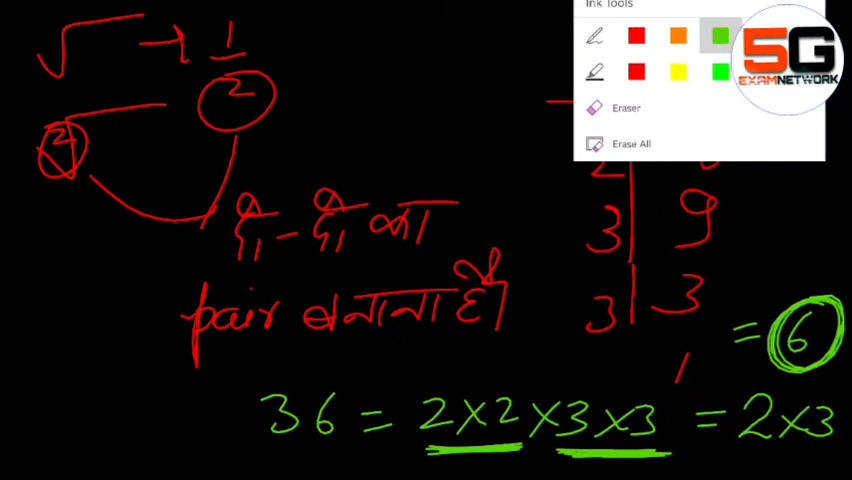 Ink Tools
5G
EXAMNETWORK
Eraser
Erase All
√ → 1/2
2
√
2
दो - दो का
pair बनाना है।
3 | 9
3 | 3
1
= 6
36 = 2×2×3×3 = 2×3